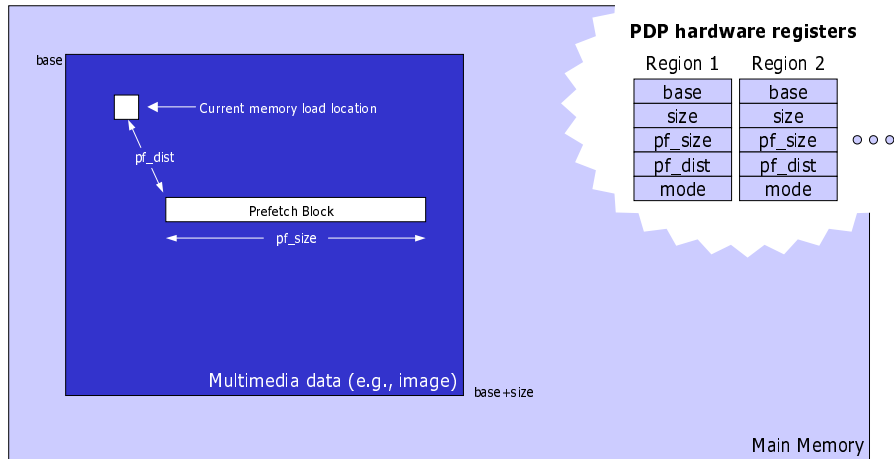 PDP hardware registers
Region 1
Region 2
base
size
pf_size
pf_dist
mode
base
size
pf_size
pf_dist
mode
base
Current memory load location
pf_dist
Prefetch Block
pf_size
Multimedia data (e.g., image)
base+size
Main Memory